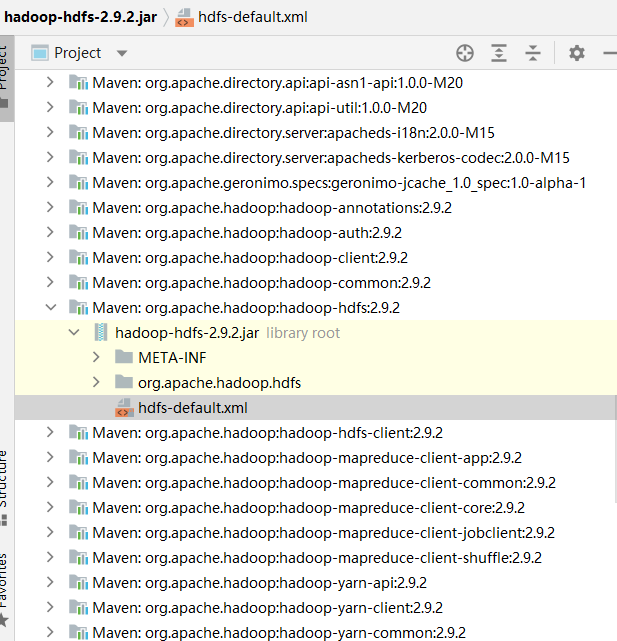 hadoop-hdfs-2.9.2.jar hdfs-default.xml
Project
Project
Maven: org.apache.directory.api:api-asn1-api:1.0.0-M20
Maven: org.apache.directory.api:api-util:1.0.0-M20
Maven: org.apache.directory.server:apacheds-i18n:2.0.0-M15
Maven: org.apache.directory.server:apacheds-kerberos-codec:2.0.0-M15
Maven: org.apache.geronimo.specs:geronimo-jcache_1.0_spec:1.0-alpha-1
Maven: org.apache.hadoop:hadoop-annotations:2.9.2
Maven: org.apache.hadoop:hadoop-auth:2.9.2
Maven: org.apache.hadoop:hadoop-client:2.9.2
Maven: org.apache.hadoop:hadoop-common:2.9.2
Maven: org.apache.hadoop:hadoop-hdfs:2.9.2
hadoop-hdfs-2.9.2.jar library root
META-INF
org.apache.hadoop.hdfs
hdfs-default.xml
Maven: org.apache.hadoop:hadoop-hdfs-client:2.9.2
Maven: org.apache.hadoop:hadoop-mapreduce-client-app:2.9.2
Maven: org.apache.hadoop:hadoop-mapreduce-client-common:2.9.2
Maven: org.apache.hadoop:hadoop-mapreduce-client-core:2.9.2
Maven: org.apache.hadoop:hadoop-mapreduce-client-jobclient:2.9.2
Maven: org.apache.hadoop:hadoop-mapreduce-client-shuffle:2.9.2
Maven: org.apache.hadoop:hadoop-yarn-api:2.9.2
Maven: org.apache.hadoop:hadoop-yarn-client:2.9.2
Maven: org.apache.hadoop:hadoop-yarn-common:2.9.2
Structure
Favorites